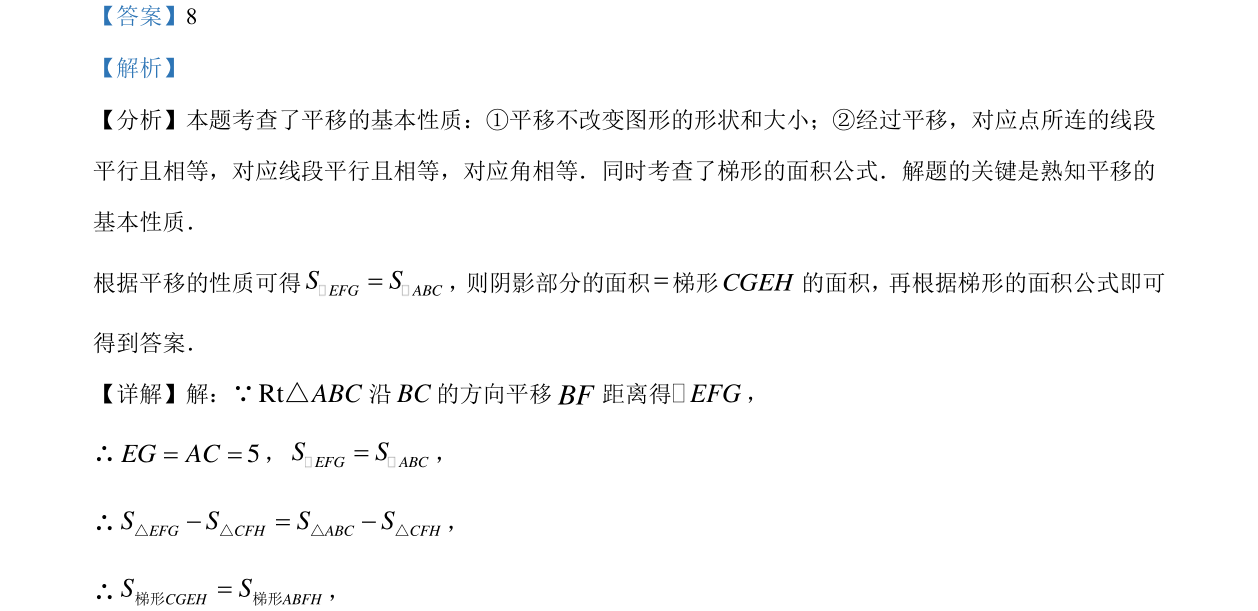 【答案】8
【解析】
【分析】本题考查了平移的基本性质：①平移不改变图形的形状和大小；②经过平移，对应点所连的线段
平行且相等，对应线段平行且相等，对应角相等．同时考查了梯形的面积公式．解题的关键是熟知平移的
基本性质．
根据平移的性质可得 S□EFG = S□ABC，则阴影部分的面积=梯形 CGEH 的面积，再根据梯形的面积公式即可
得到答案．
【详解】解：∵ Rt△ABC 沿 BC 的方向平移 BF 距离得□EFG，
∴ EG = AC = 5，S□EFG = S□ABC，
∴ S△EFG − S△CFH = S△ABC − S△CFH，
∴ S梯形CGEH = S梯形ABFH，